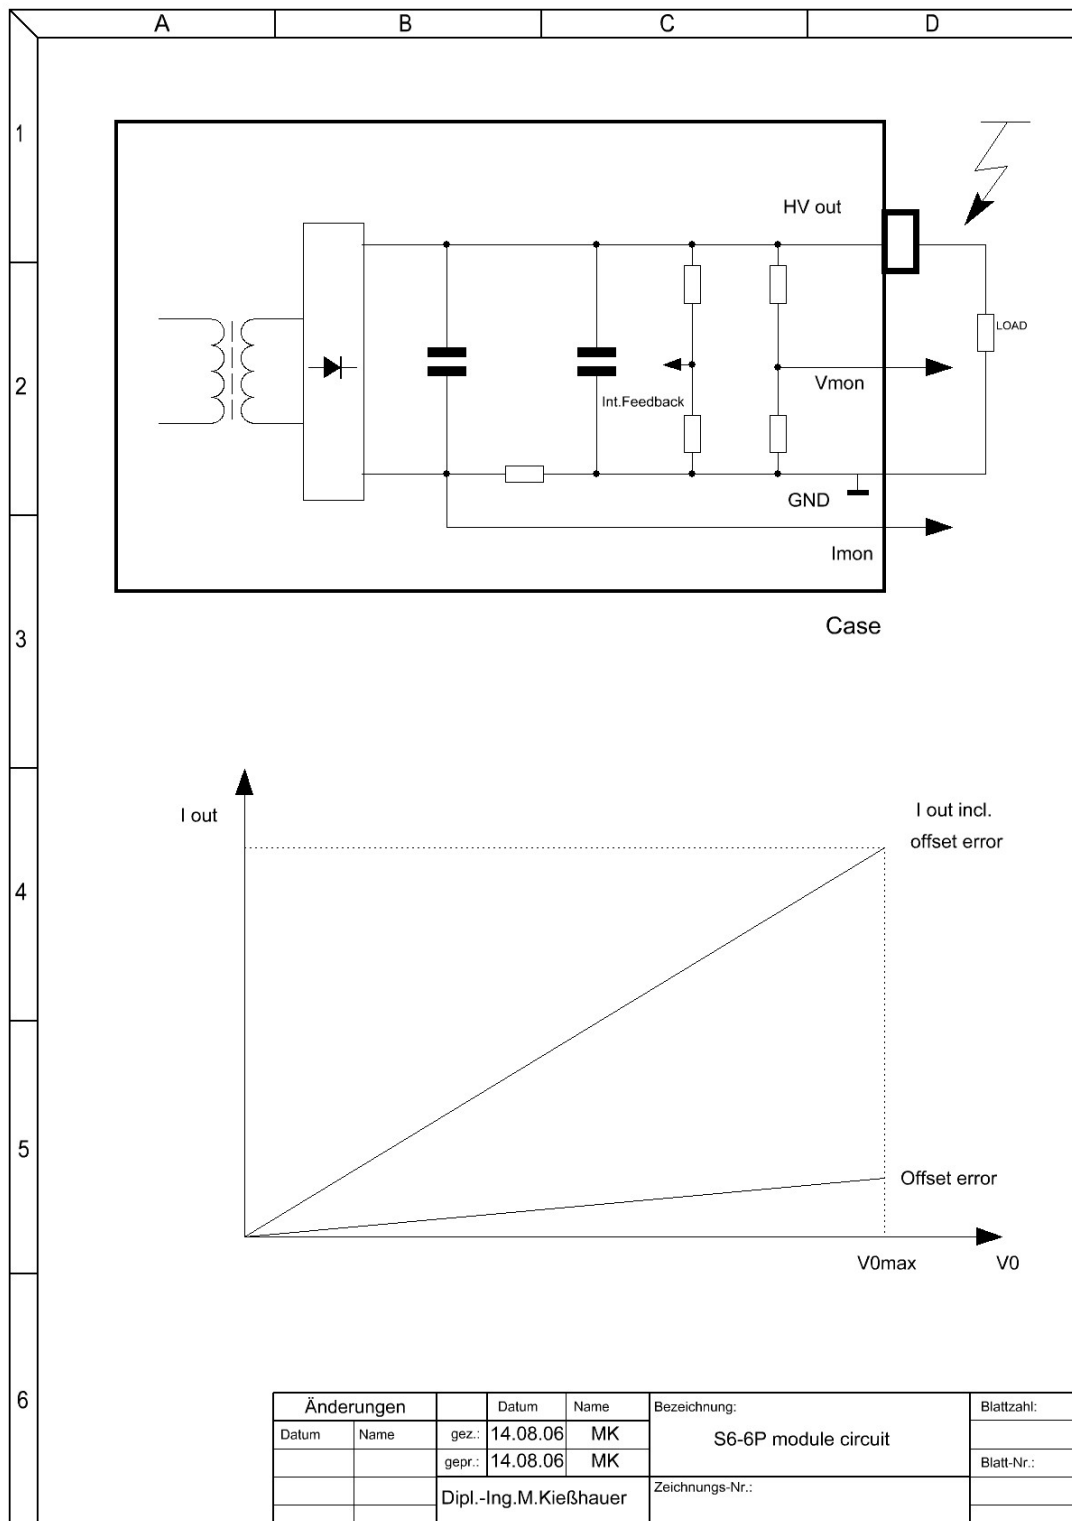 A B C D
1
HV out
LOAD
2
Vmon
Int.Feedback
GND
Imon
3
Case
I out
I out incl.
offset error
4
5
Offset error
V0max V0
6
Änderungen Datum Name Bezeichnung: Blattzahl:
Datum Name gez.: 14.08.06 MK S6-6P module circuit
gepr.: 14.08.06 MK Blatt-Nr.:
Dipl.-Ing.M.Kießhauer Zeichnungs-Nr.: